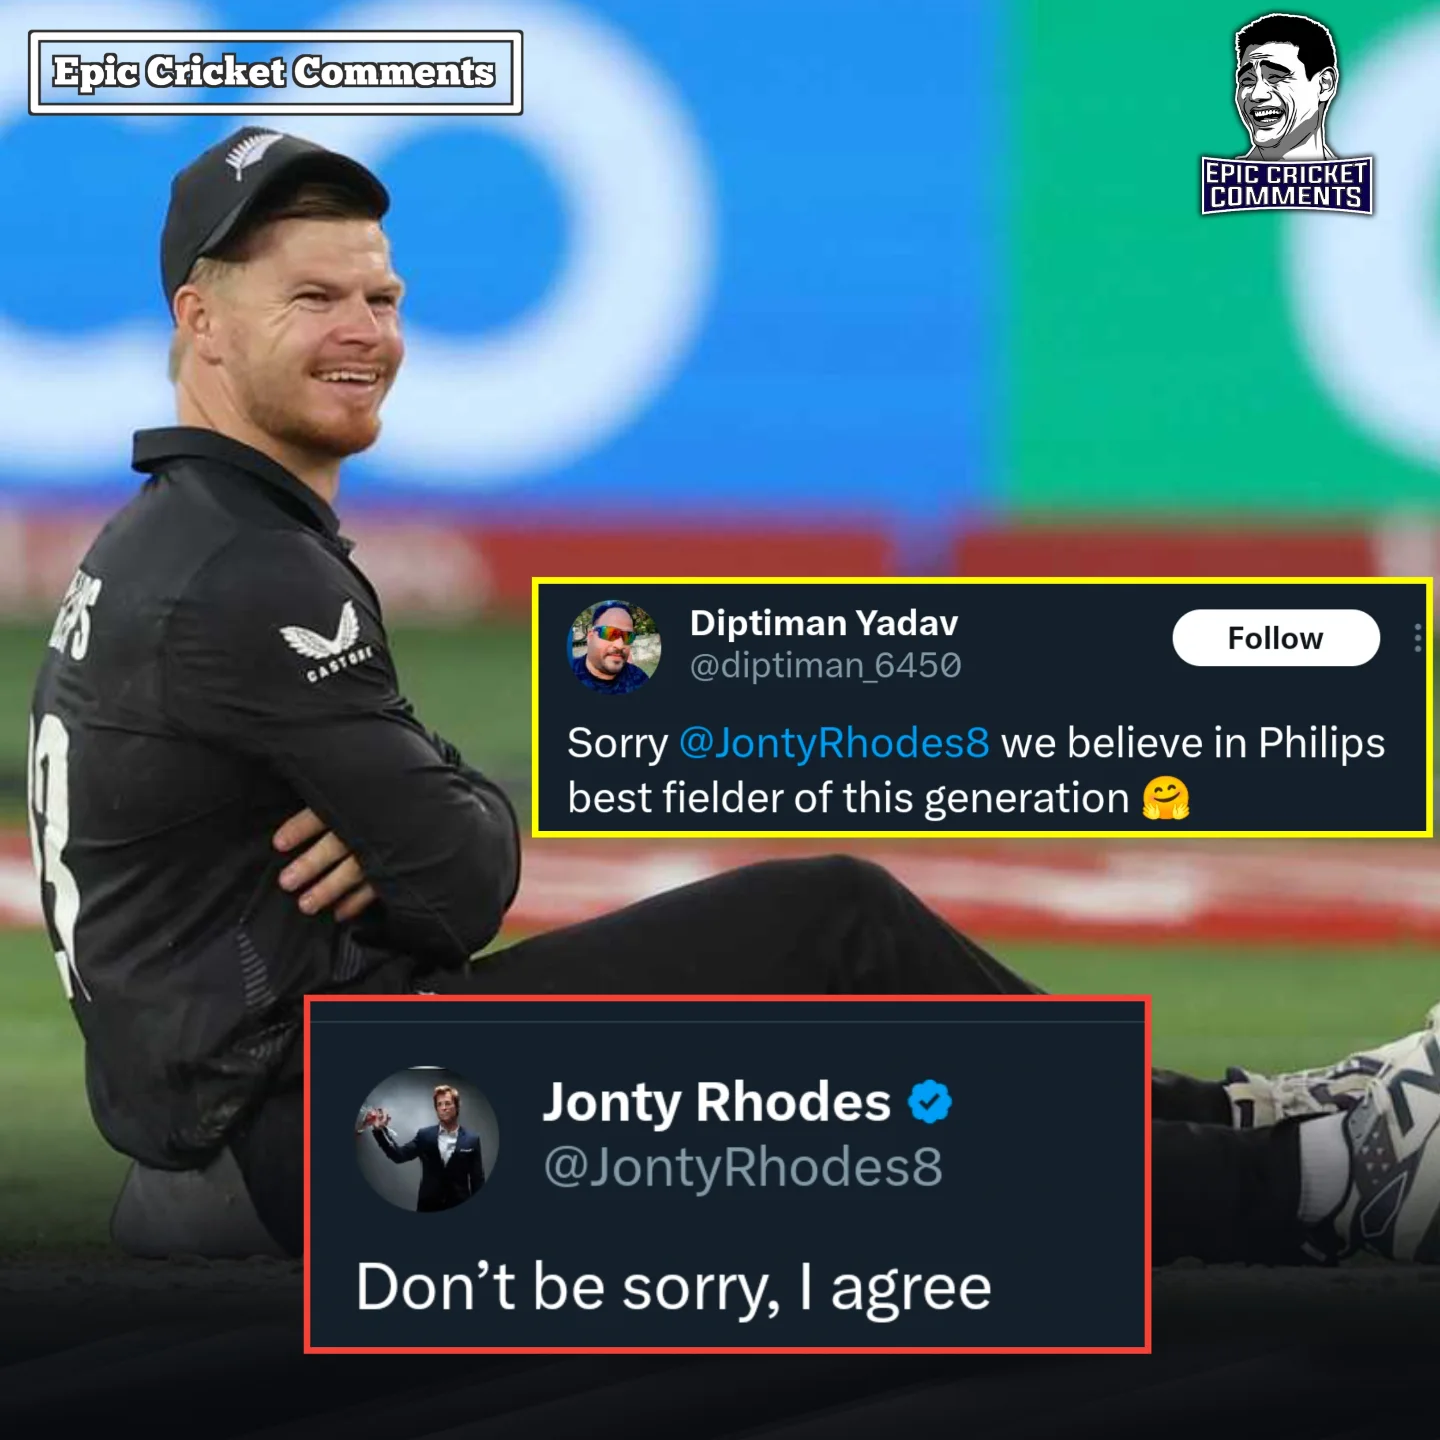 Epic Cricket Comments
EPIC CRICKET
COMMENTS
CASTORE
Diptiman Yadav
@diptiman_6450
Follow
Sorry @JontyRhodes8 we believe in Philips
best fielder of this generation 🤗
Jonty Rhodes
@JontyRhodes8
Don’t be sorry, I agree